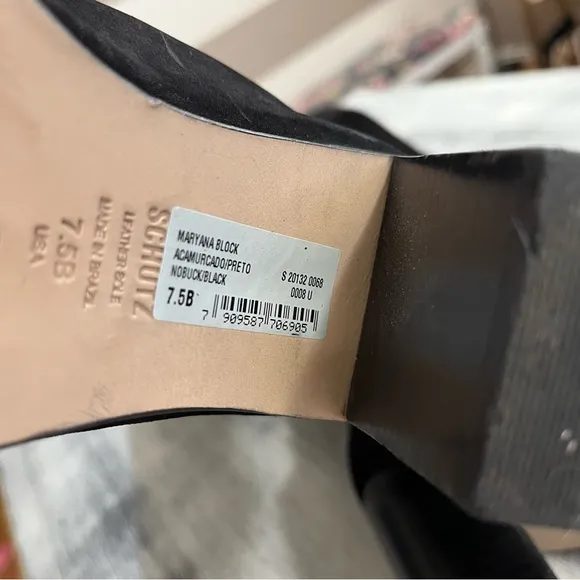 MARYANA BLOCK
ACAMURCADO/PRETO
NOBUCK/BLACK
S 20132 0068
0008 U
7.5B
7 909587 706905
SCHUTZ
LEATHER SOLE
MADE IN BRAZIL
7.5B
USA